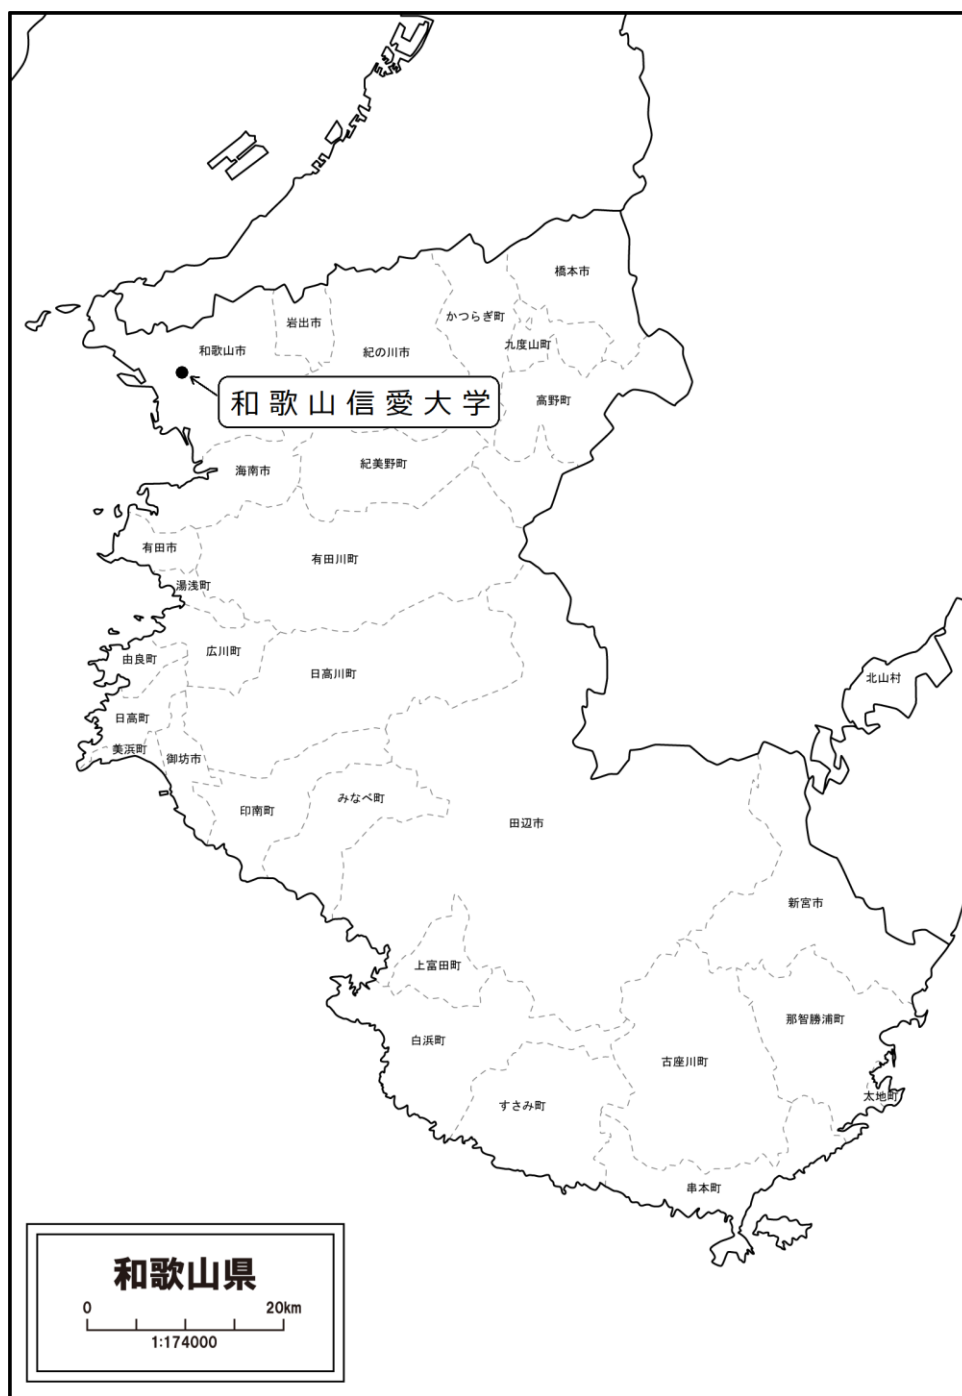 橋本市
かつらぎ町
岩出市
九度山町
和歌山市
紀の川市
和歌山信愛大学
高野町
紀美野町
海南市
有田市
有田川町
湯浅町
広川町
由良町
日高川町
北山村
日高町
美浜町
御坊市
みなべ町
印南町
田辺市
新宮市
上富田町
那智勝浦町
白浜町
古座川町
太地町
すさみ町
串本町
和歌山県
0 20km
1:174000